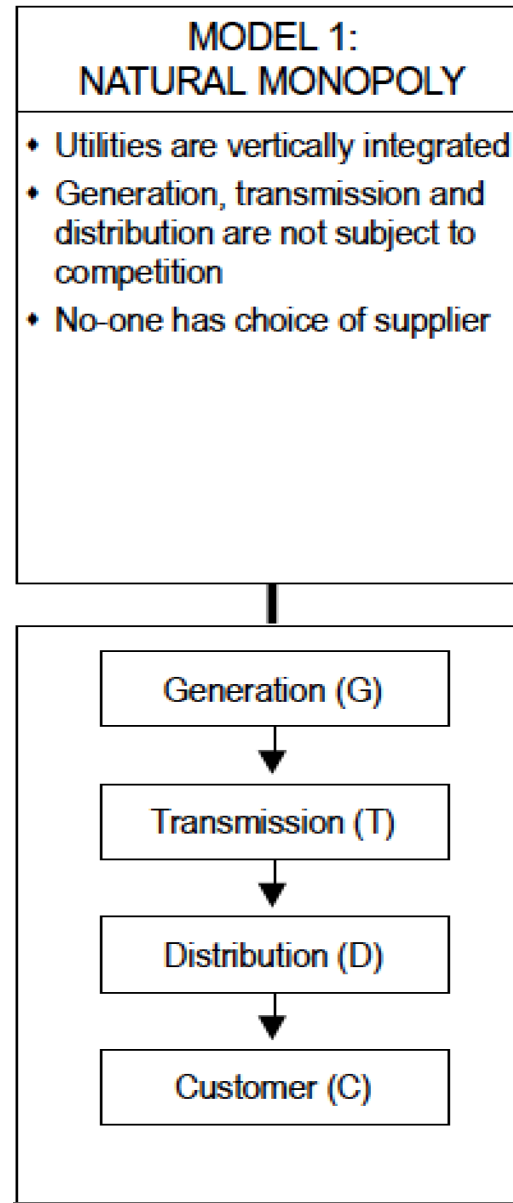 MODEL 1:
NATURAL MONOPOLY
• Utilities are vertically integrated
• Generation, transmission and
distribution are not subject to
competition
• No-one has choice of supplier
Generation (G)
Transmission (T)
Distribution (D)
Customer (C)